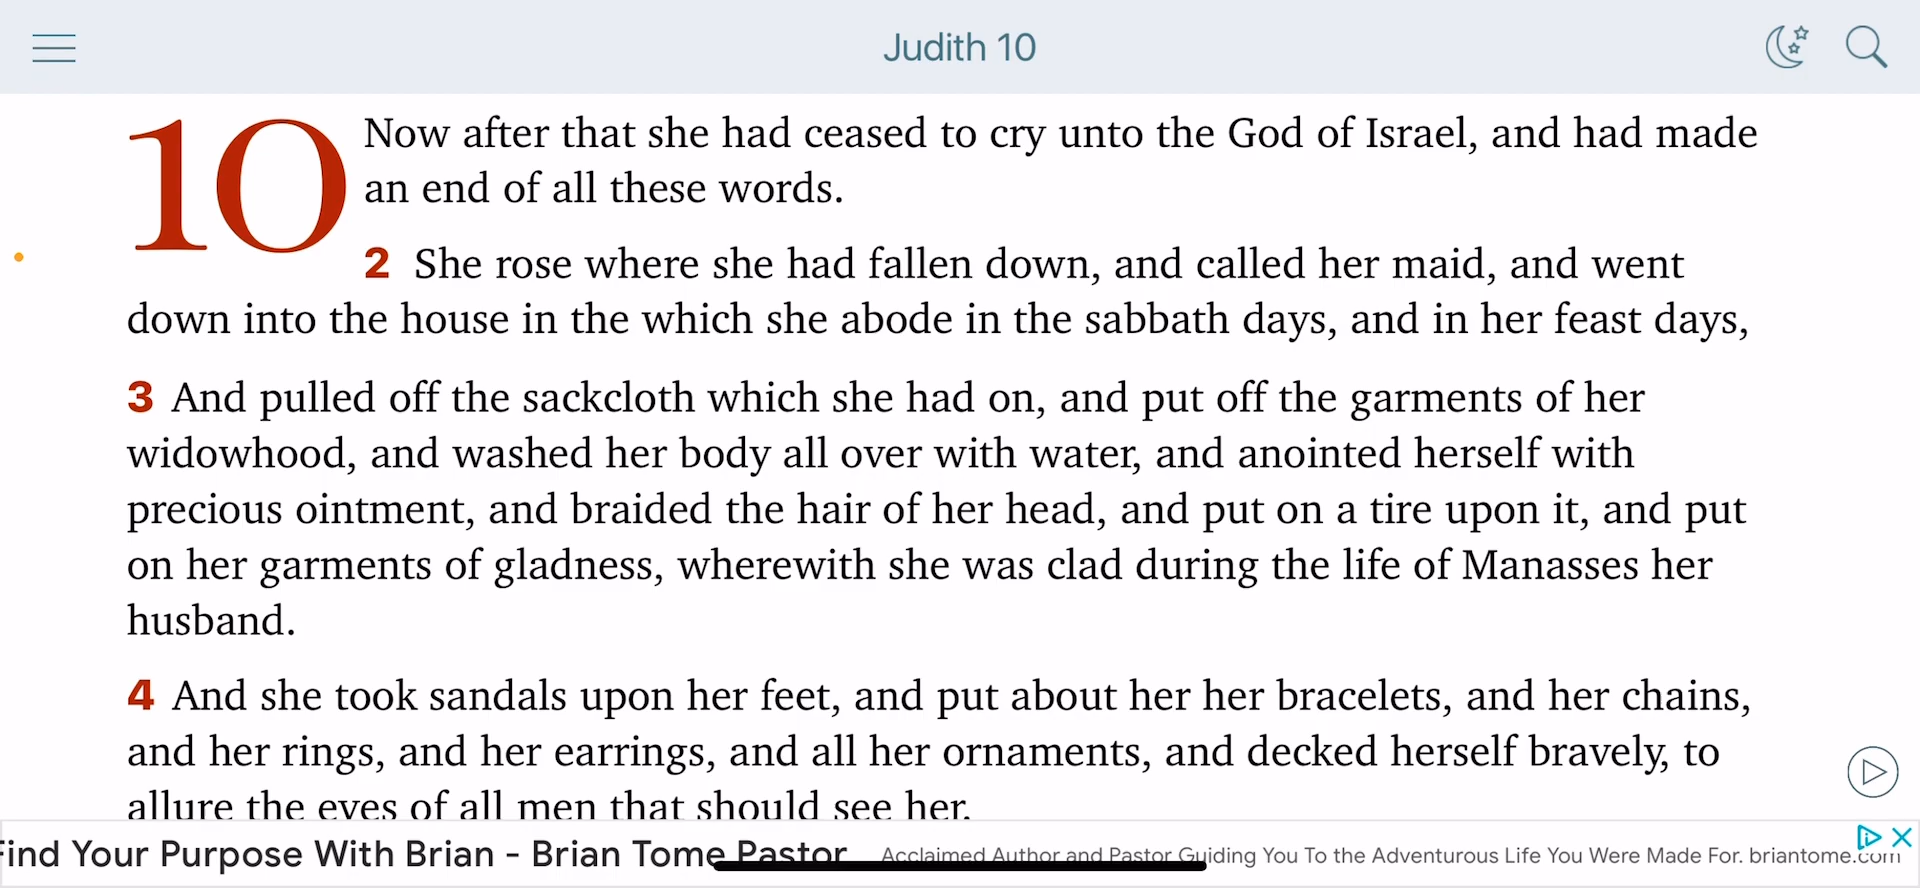 Judith 10
10 Now after that she had ceased to cry unto the God of Israel, and had made
an end of all these words.
2 She rose where she had fallen down, and called her maid, and went
down into the house in the which she abode in the sabbath days, and in her feast days,
3 And pulled off the sackcloth which she had on, and put off the garments of her
widowhood, and washed her body all over with water, and anointed herself with
precious ointment, and braided the hair of her head, and put on a tire upon it, and put
on her garments of gladness, wherewith she was clad during the life of Manasses her
husband.
4 And she took sandals upon her feet, and put about her her bracelets, and her chains,
and her rings, and her earrings, and all her ornaments, and decked herself bravely, to
allure the eyes of all men that should see her.
Find Your Purpose With Brian - Brian Tome Pastor
Acclaimed Author and Pastor Guiding You To the Adventurous Life You Were Made For. briantome.com